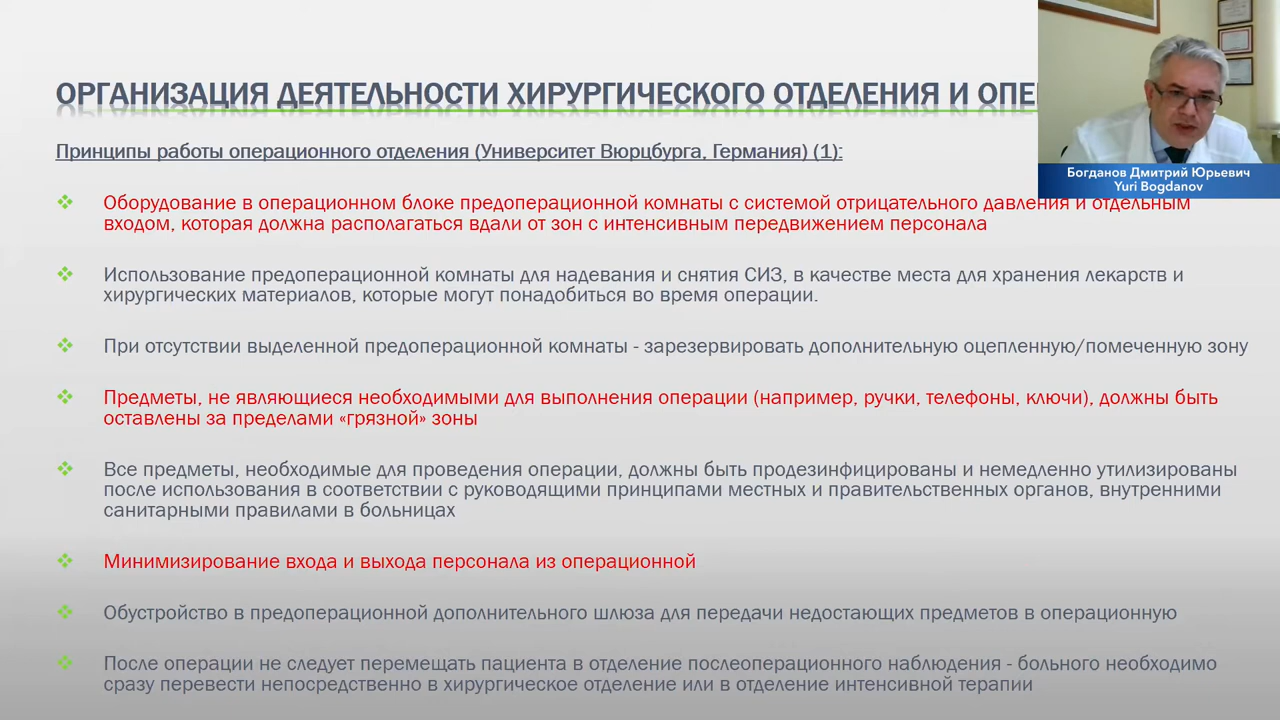 ОРГАНИЗАЦИЯ ДЕЯТЕЛЬНОСТИ ХИРУРГИЧЕСКОГО ОТДЕЛЕНИЯ И
Богданов Дмитрий Юрьевич
Yuri Bogdanov
Принципы работы операционного отделения (Университет Вюрцбурга, Германия) (1):
Оборудование в операционном блоке предоперационной комнаты с системой отрицательного давления и отдельным
входом, которая должна располагаться вдали от зон с интенсивным передвижением персонала
Использование предоперационной комнаты для надевания и снятия СИЗ, в качестве места для хранения лекарств и
хирургических материалов, которые могут понадобиться во время операции.
При отсутствии выделенной предоперационной комнаты - зарезервировать дополнительную оцепленную/помеченную зону
Предметы, не являющиеся необходимыми для выполнения операции (например, ручки, телефоны, ключи), должны быть
оставлены за пределами «грязной» зоны
Все предметы, необходимые для проведения операции, должны быть продезинфицированы и немедленно утилизированы
после использования в соответствии с руководящими принципами местных и правительственных органов, внутренними
санитарными правилами в больницах
Минимизирование входа и выхода персонала из операционной
Обустройство в предоперационной дополнительного шлюза для передачи недостающих предметов в операционную
После операции не следует перемещать пациента в отделение послеоперационного наблюдения - больного необходимо
сразу перевести непосредственно в хирургическое отделение или в отделение интенсивной терапии